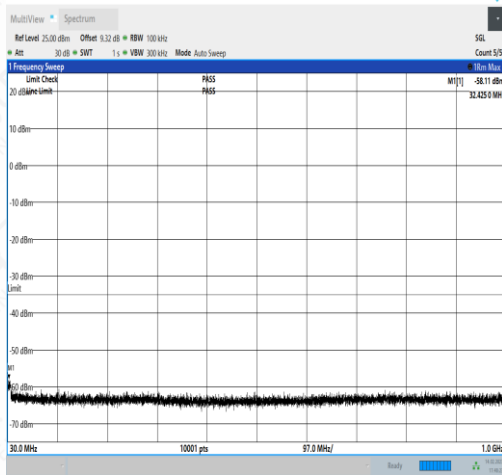 MultiView Spectrum
Ref Level 25.00 dBm Offset 9.32 dB RBW 100 kHz SGL
Att 30 dB SWT 1 s VBW 300 kHz Mode Auto Sweep Count 5/5
1 Frequency Sweep 1Rm Max
Limit Check PASS M1[1] -58.11 dBm
20 dBm Line Limit PASS 32.425 0 MH
10 dBm
0 dBm
-10 dBm
-20 dBm
-30 dBm
Limit
-40 dBm
-50 dBm
M1
-60 dBm
-70 dBm
30.0 MHz 10001 pts 97.0 MHz/ 1.0 GH
Ready